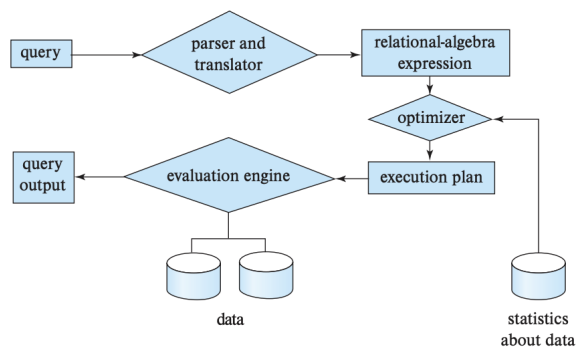 query
parser and
translator
relational-algebra
expression
optimizer
query
output
evaluation engine
execution plan
data
statistics
about data